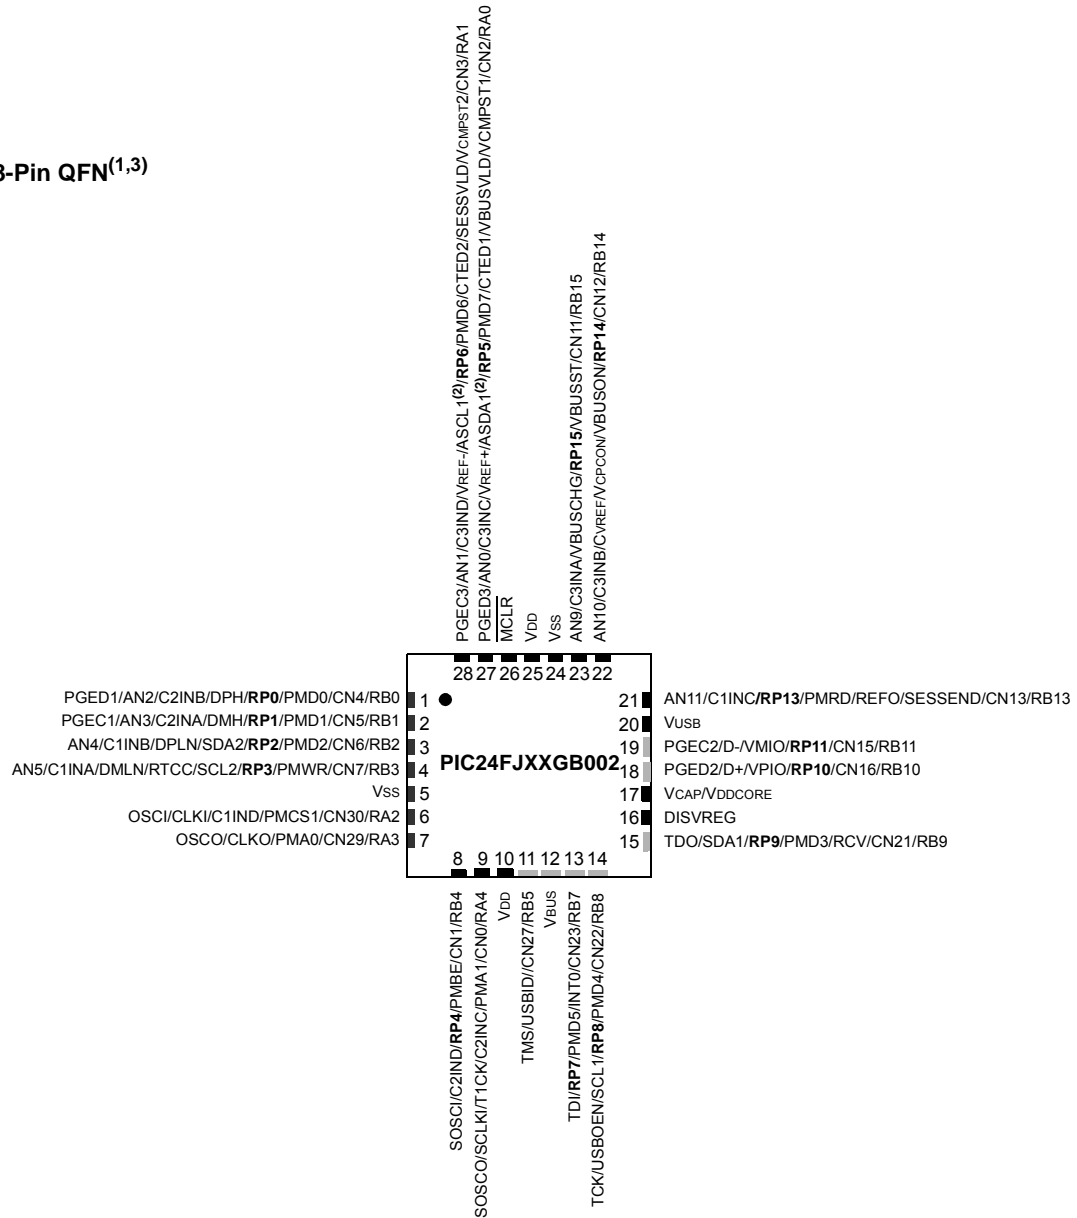 8-Pin QFN(1,3)
PGEC3/AN1/C3IND/VREF-/ASCL1(2)/RP6/PMD6/CTED2/SESSVLD/VCMPST2/CN3/RA1
PGED3/AN0/C3INC/VREF+/ASDA1(2)/RP5/PMD7/CTED1/VBUSVLD/VCMPST1/CN2/RA0
MCLR
VDD
VSS
AN9/C3INA/VBUSCHG/RP15/VBUSST/CN11/RB15
AN10/C3INB/CVREF/VCPCON/VBUSON/RP14/CN12/RB14
28 27 26 25 24 23 22
PGED1/AN2/C2INB/DPH/RP0/PMD0/CN4/RB0 1
PGEC1/AN3/C2INA/DMH/RP1/PMD1/CN5/RB1 2
AN4/C1INB/DPLN/SDA2/RP2/PMD2/CN6/RB2 3
AN5/C1INA/DMLN/RTCC/SCL2/RP3/PMWR/CN7/RB3 4
VSS 5
OSCI/CLKI/C1IND/PMCS1/CN30/RA2 6
OSCO/CLKO/PMA0/CN29/RA3 7
PIC24FJXXGB002
21 AN11/C1INC/RP13/PMRD/REFO/SESSEND/CN13/RB13
20 VUSB
19 PGEC2/D-/VMIO/RP11/CN15/RB11
18 PGED2/D+/VPIO/RP10/CN16/RB10
17 VCAP/VDDCORE
16 DISVREG
15 TDO/SDA1/RP9/PMD3/RCV/CN21/RB9
8 9 10 11 12 13 14
SOSCI/C2IND/RP4/PMBE/CN1/RB4
SOSCO/SCLKI/T1CK/C2INC/PMA1/CN0/RA4
VDD
TMS/USBID//CN27/RB5
VBUS
TDI/RP7/PMD5/INT0/CN23/RB7
TCK/USBOEN/SCL1/RP8/PMD4/CN22/RB8